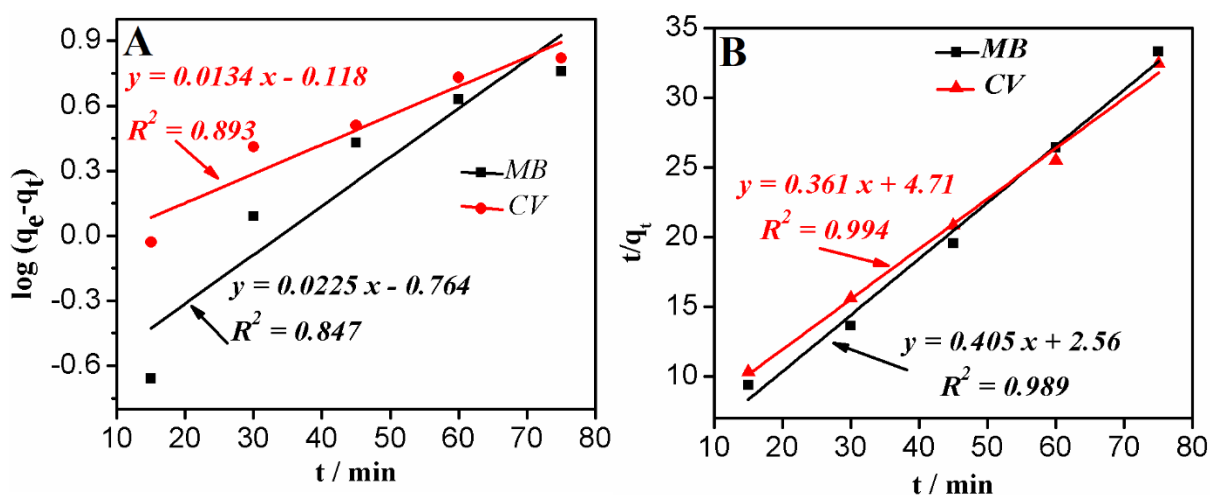 A
y = 0.0134 x - 0.118
R² = 0.893
MB
CV
y = 0.0225 x - 0.764
R² = 0.847
log (qₑ-qₜ)
0.9
0.6
0.3
0.0
-0.3
-0.6
10 20 30 40 50 60 70 80
t / min
B
MB
CV
y = 0.361 x + 4.71
R² = 0.994
y = 0.405 x + 2.56
R² = 0.989
t/qₜ
35
30
25
20
15
10
10 20 30 40 50 60 70 80
t / min